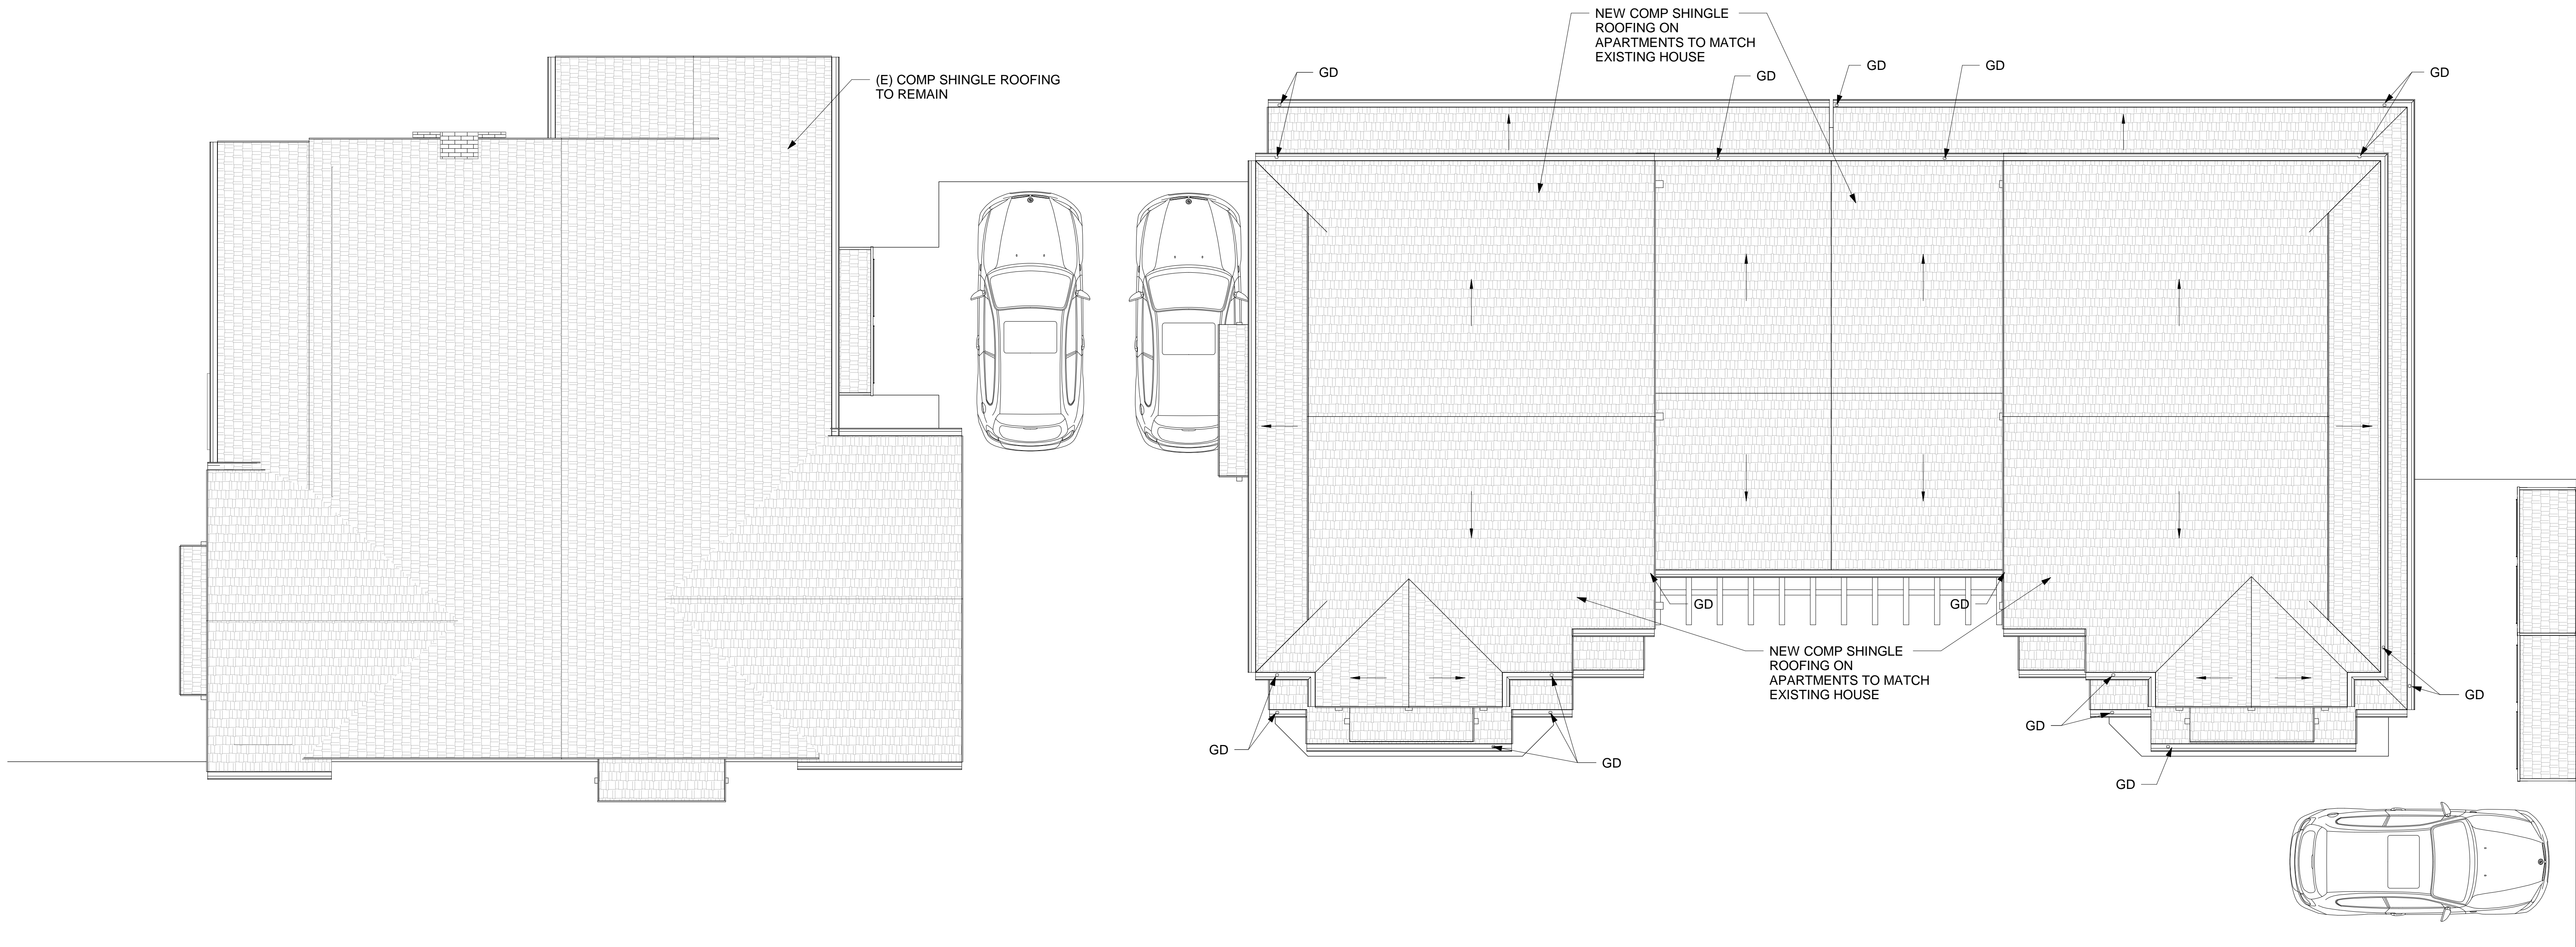 NEW COMP SHINGLE
ROOFING ON
APARTMENTS TO MATCH
EXISTING HOUSE
(E) COMP SHINGLE ROOFING
TO REMAIN
GD
GD
GD
GD
GD
GD
GD
NEW COMP SHINGLE
ROOFING ON
APARTMENTS TO MATCH
EXISTING HOUSE
GD
GD
GD
GD
GD